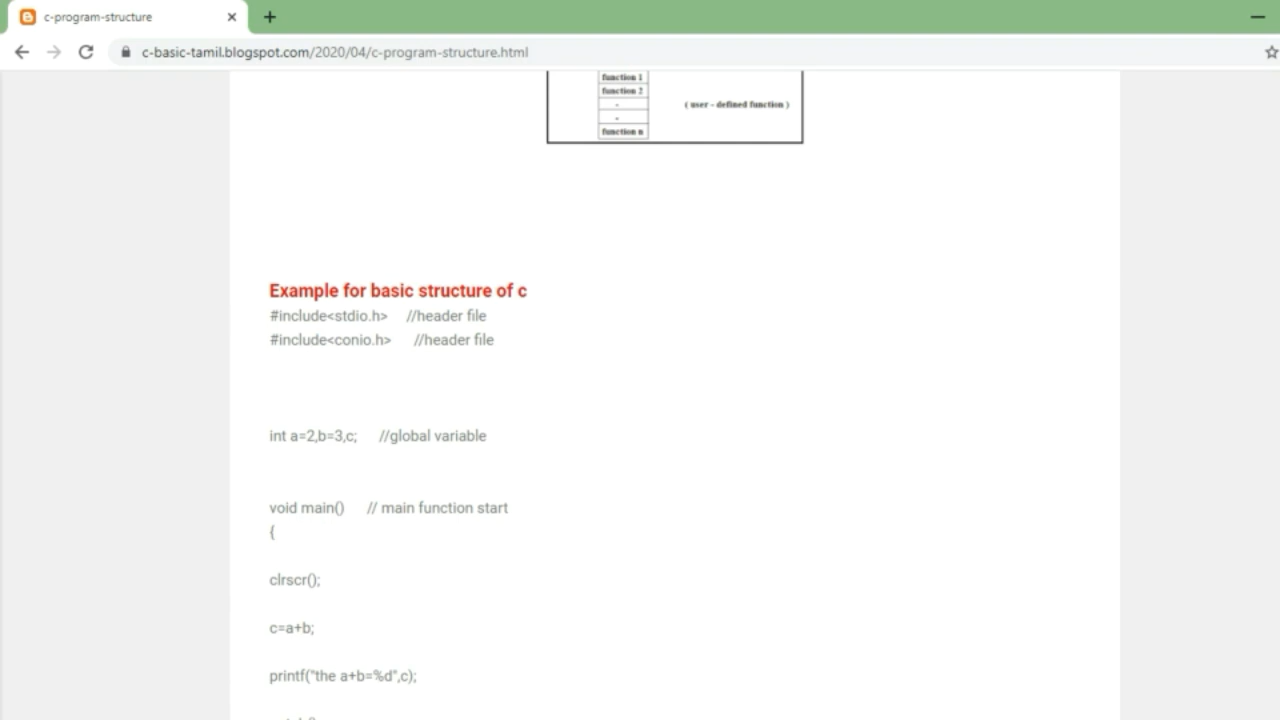 c-program-structure
c-basic-tamil.blogspot.com/2020/04/c-program-structure.html
function 1
function 2
-
( user - defined function )
-
function n
Example for basic structure of c
#include<stdio.h> //header file
#include<conio.h> //header file
int a=2,b=3,c; //global variable
void main() // main function start
{
clrscr();
c=a+b;
printf("the a+b=%d",c);